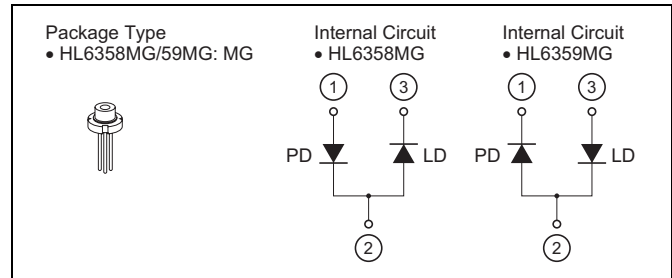 Package Type
• HL6358MG/59MG: MG
Internal Circuit
• HL6358MG
1 3
PD LD
2
Internal Circuit
• HL6359MG
1 3
PD LD
2